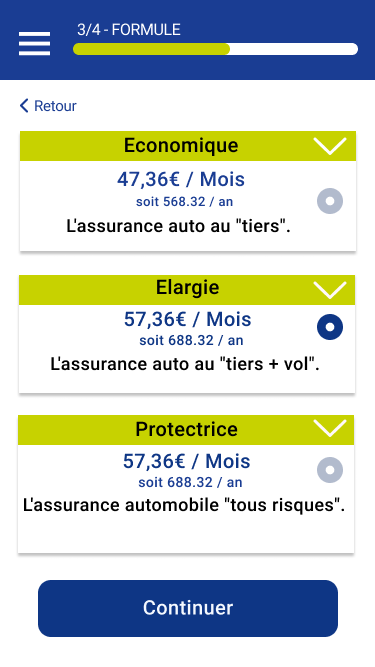 3/4 - FORMULE
Retour
Economique
47,36€ / Mois
soit 568.32 / an
L'assurance auto au "tiers".
Elargie
57,36€ / Mois
soit 688.32 / an
L'assurance auto au "tiers + vol".
Protectrice
57,36€ / Mois
soit 688.32 / an
L'assurance automobile "tous risques".
Continuer